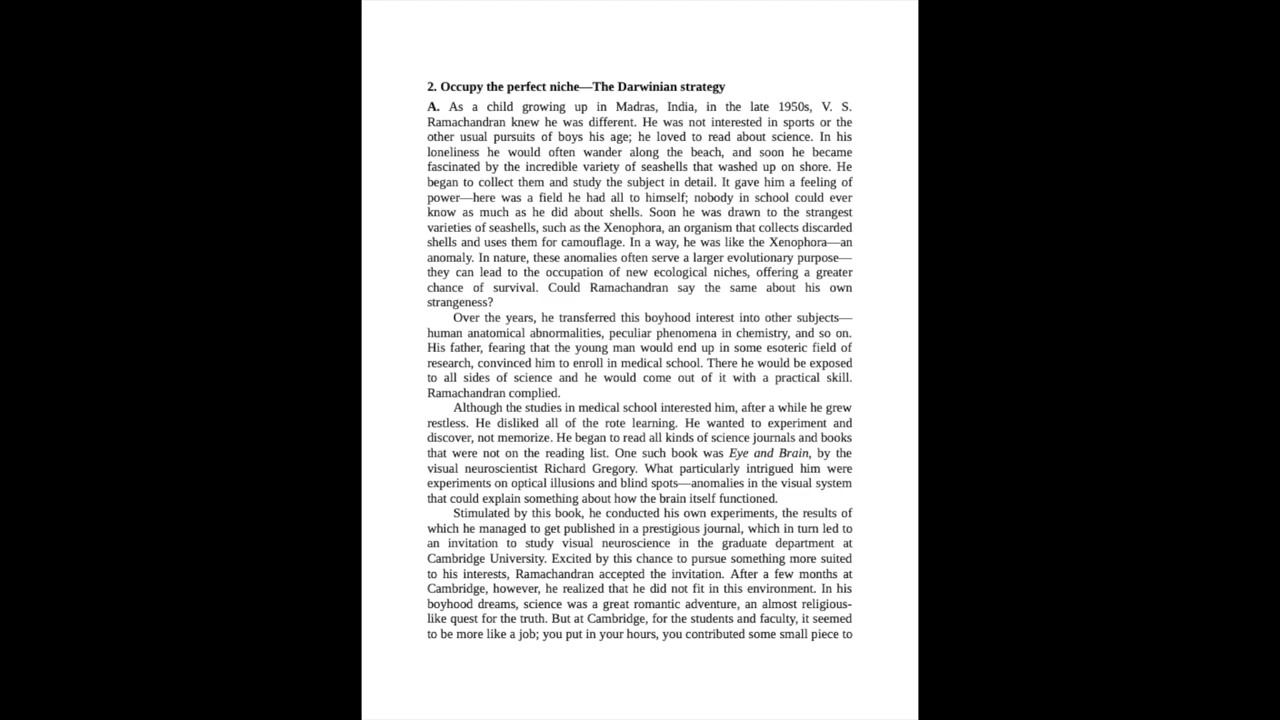 2. Occupy the perfect niche—The Darwinian strategy
A. As a child growing up in Madras, India, in the late 1950s, V. S.
Ramachandran knew he was different. He was not interested in sports or the
other usual pursuits of boys his age; he loved to read about science. In his
loneliness he would often wander along the beach, and soon he became
fascinated by the incredible variety of seashells that washed up on shore. He
began to collect them and study the subject in detail. It gave him a feeling of
power—here was a field he had all to himself; nobody in school could ever
know as much as he did about shells. Soon he was drawn to the strangest
varieties of seashells, such as the Xenophora, an organism that collects discarded
shells and uses them for camouflage. In a way, he was like the Xenophora—an
anomaly. In nature, these anomalies often serve a larger evolutionary purpose—
they can lead to the occupation of new ecological niches, offering a greater
chance of survival. Could Ramachandran say the same about his own
strangeness?
Over the years, he transferred this boyhood interest into other subjects—
human anatomical abnormalities, peculiar phenomena in chemistry, and so on.
His father, fearing that the young man would end up in some esoteric field of
research, convinced him to enroll in medical school. There he would be exposed
to all sides of science and he would come out of it with a practical skill.
Ramachandran complied.
Although the studies in medical school interested him, after a while he grew
restless. He disliked all of the rote learning. He wanted to experiment and
discover, not memorize. He began to read all kinds of science journals and books
that were not on the reading list. One such book was Eye and Brain, by the
visual neuroscientist Richard Gregory. What particularly intrigued him were
experiments on optical illusions and blind spots—anomalies in the visual system
that could explain something about how the brain itself functioned.
Stimulated by this book, he conducted his own experiments, the results of
which he managed to get published in a prestigious journal, which in turn led to
an invitation to study visual neuroscience in the graduate department at
Cambridge University. Excited by this chance to pursue something more suited
to his interests, Ramachandran accepted the invitation. After a few months at
Cambridge, however, he realized that he did not fit in this environment. In his
boyhood dreams, science was a great romantic adventure, an almost religious-
like quest for the truth. But at Cambridge, for the students and faculty, it seemed
to be more like a job; you put in your hours, you contributed some small piece to